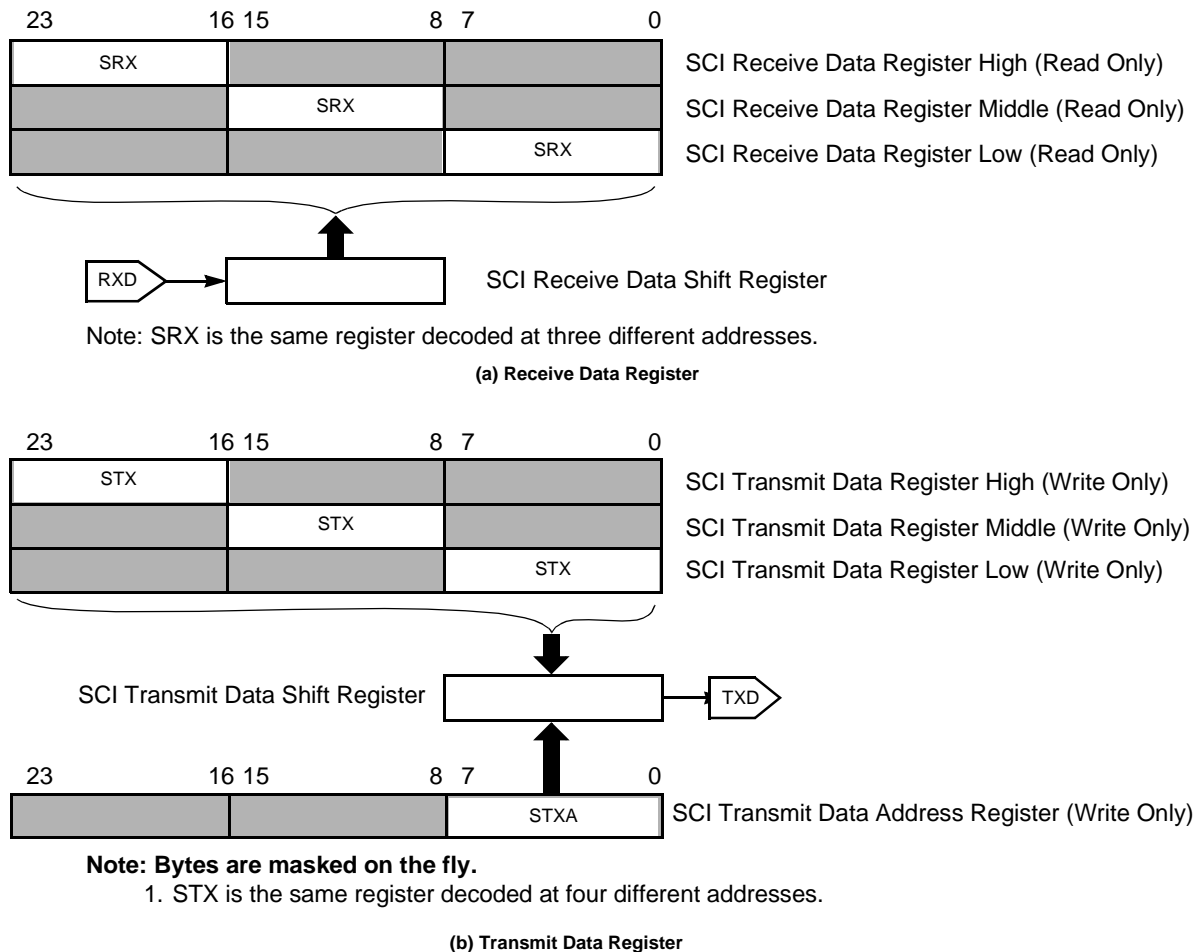 23 16 15 8 7 0
SRX SCI Receive Data Register High (Read Only)
SRX SCI Receive Data Register Middle (Read Only)
SRX SCI Receive Data Register Low (Read Only)
RXD SCI Receive Data Shift Register
Note: SRX is the same register decoded at three different addresses.
(a) Receive Data Register
23 16 15 8 7 0
STX SCI Transmit Data Register High (Write Only)
STX SCI Transmit Data Register Middle (Write Only)
STX SCI Transmit Data Register Low (Write Only)
SCI Transmit Data Shift Register TXD
23 16 15 8 7 0
STXA SCI Transmit Data Address Register (Write Only)
Note: Bytes are masked on the fly.
1. STX is the same register decoded at four different addresses.
(b) Transmit Data Register